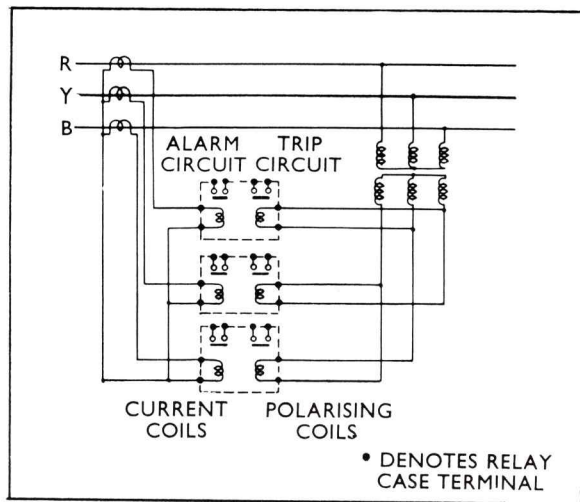 R
Y
B
ALARM CIRCUIT
TRIP CIRCUIT
CURRENT COILS
POLARISING COILS
• DENOTES RELAY
CASE TERMINAL